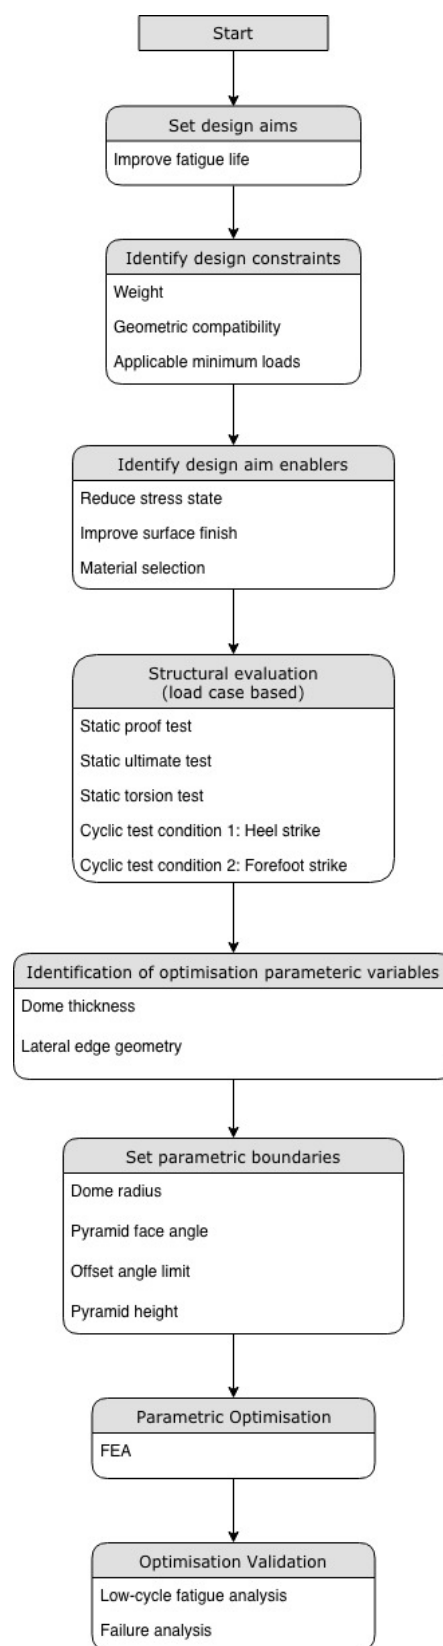 Start
Set design aims
Improve fatigue life
Identify design constraints
Weight
Geometric compatibility
Applicable minimum loads
Identify design aim enablers
Reduce stress state
Improve surface finish
Material selection
Structural evaluation
(load case based)
Static proof test
Static ultimate test
Static torsion test
Cyclic test condition 1: Heel strike
Cyclic test condition 2: Forefoot strike
Identification of optimisation parameteric variables
Dome thickness
Lateral edge geometry
Set parametric boundaries
Dome radius
Pyramid face angle
Offset angle limit
Pyramid height
Parametric Optimisation
FEA
Optimisation Validation
Low-cycle fatigue analysis
Failure analysis